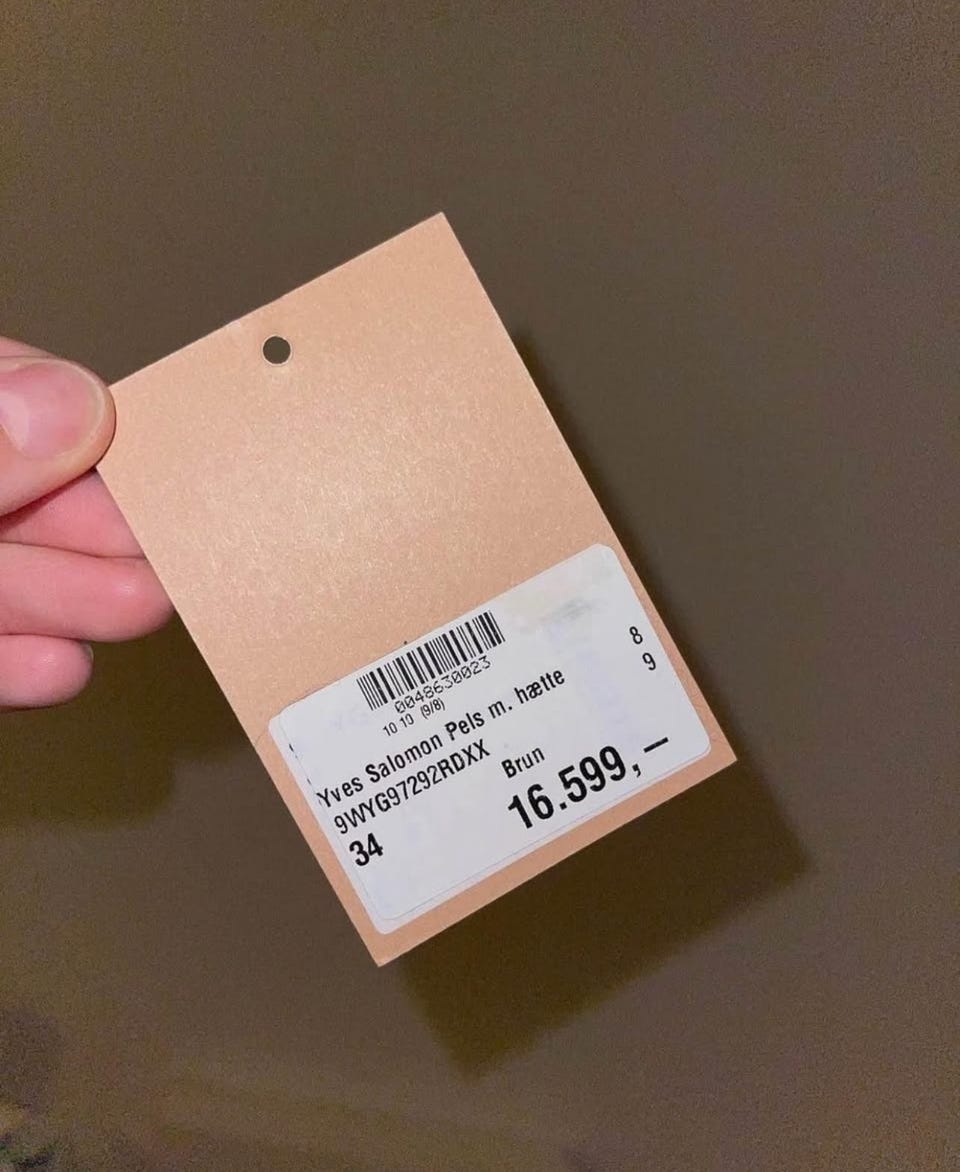 0048630023
10 10 (9/8)
8
Yves Salomon Pels m. hætte
9
9WYG97292RDXX
Brun
34
16.599,–